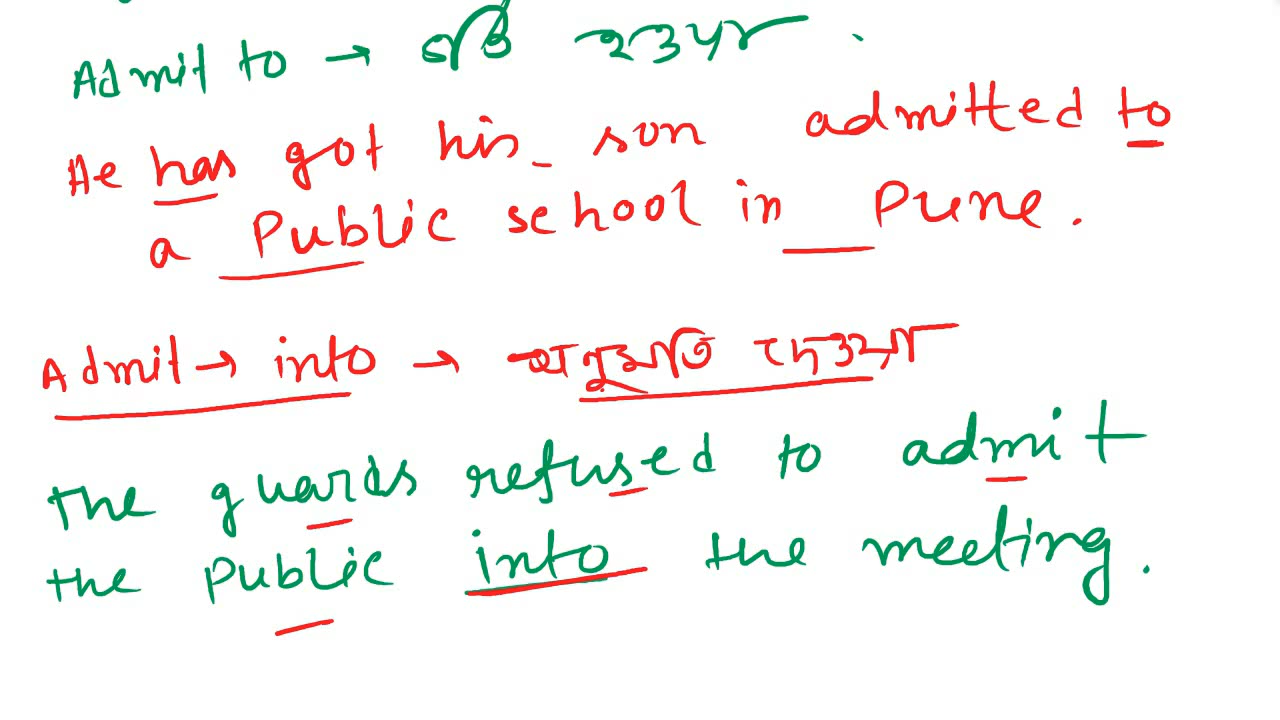 Admit to → ভর্তি হওয়া .
He has got his son admitted to
a Public school in Pune.
Admit → into → অনুমতি দেওয়া
the guards refused to admit
the Public into the meeting.